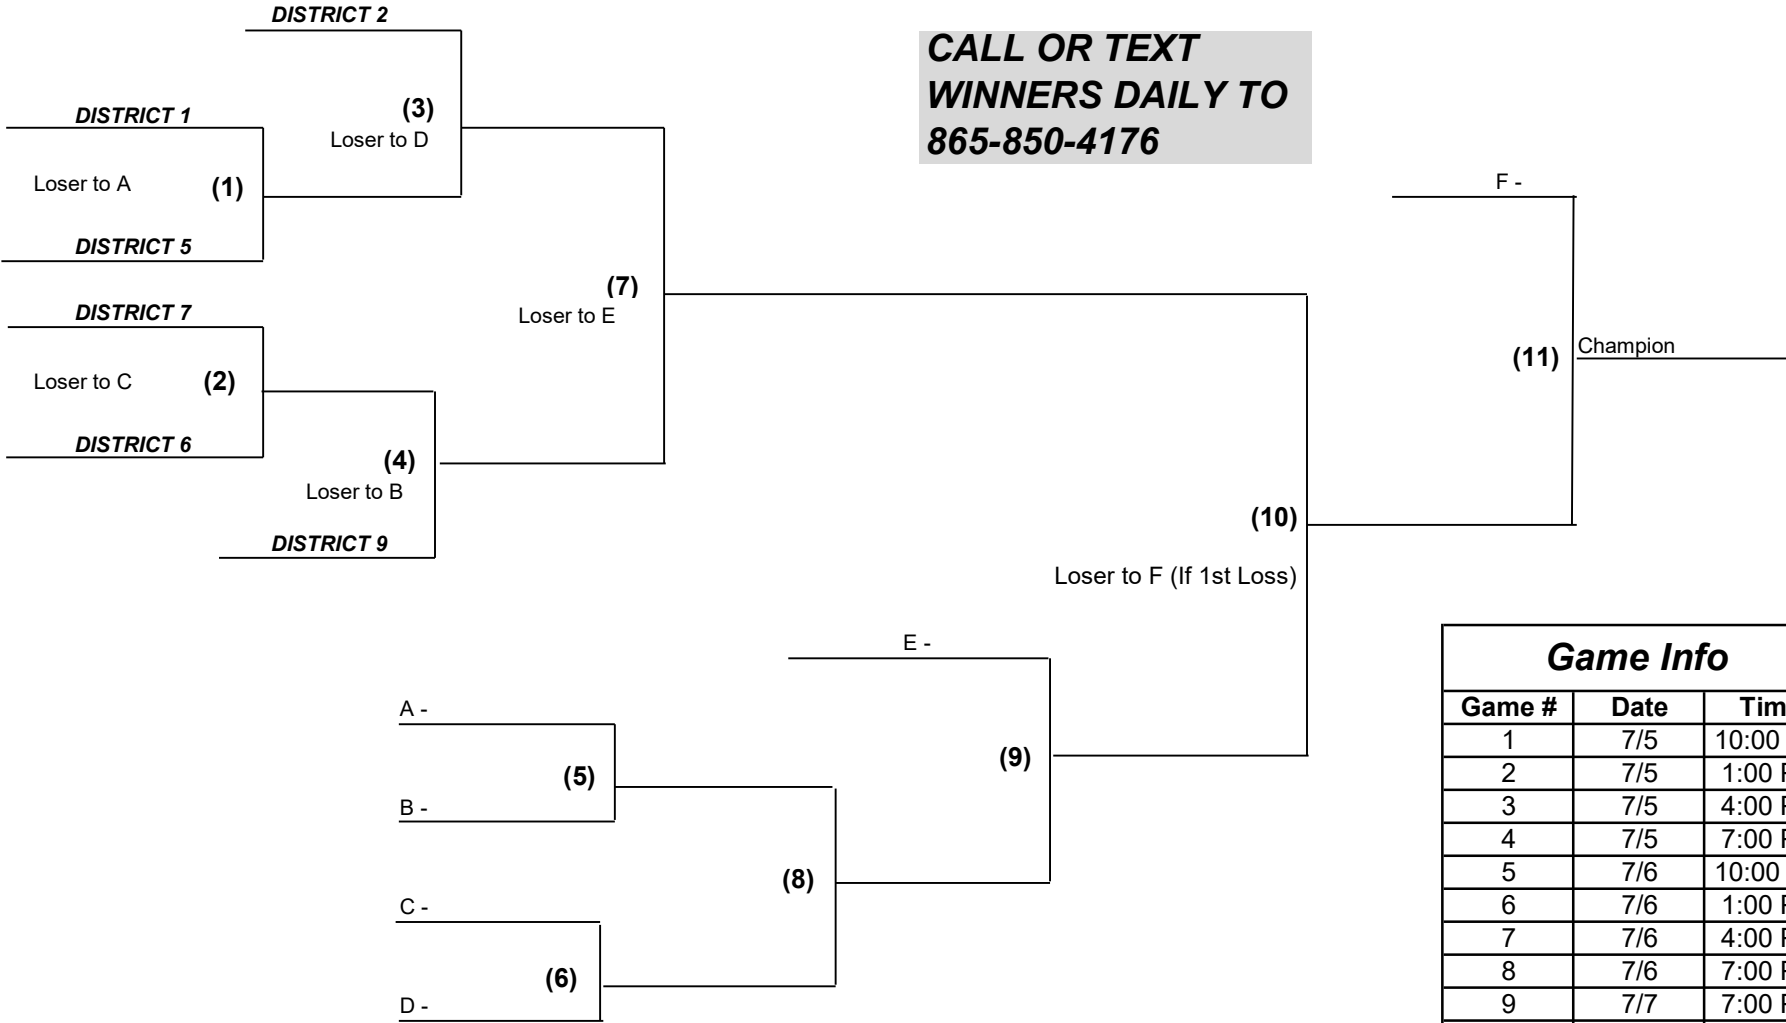 DISTRICT 2
CALL OR TEXT
WINNERS DAILY TO
865-850-4176
DISTRICT 1
(3)
Loser to D
Loser to A (1)
F -
DISTRICT 5
(7)
Loser to E
DISTRICT 7
(11) Champion
Loser to C (2)
DISTRICT 6
(4)
Loser to B
DISTRICT 9
(10)
Loser to F (If 1st Loss)
E -
A -
(9)
(5)
B -
(8)
C -
(6)
D -
Game Info
Game # Date
1 7/5 10:00
2 7/5 1:00
3 7/5 4:00
4 7/5 7:00
5 7/6 10:00
6 7/6 1:00
7 7/6 4:00
8 7/6 7:00
9 7/7 7:00